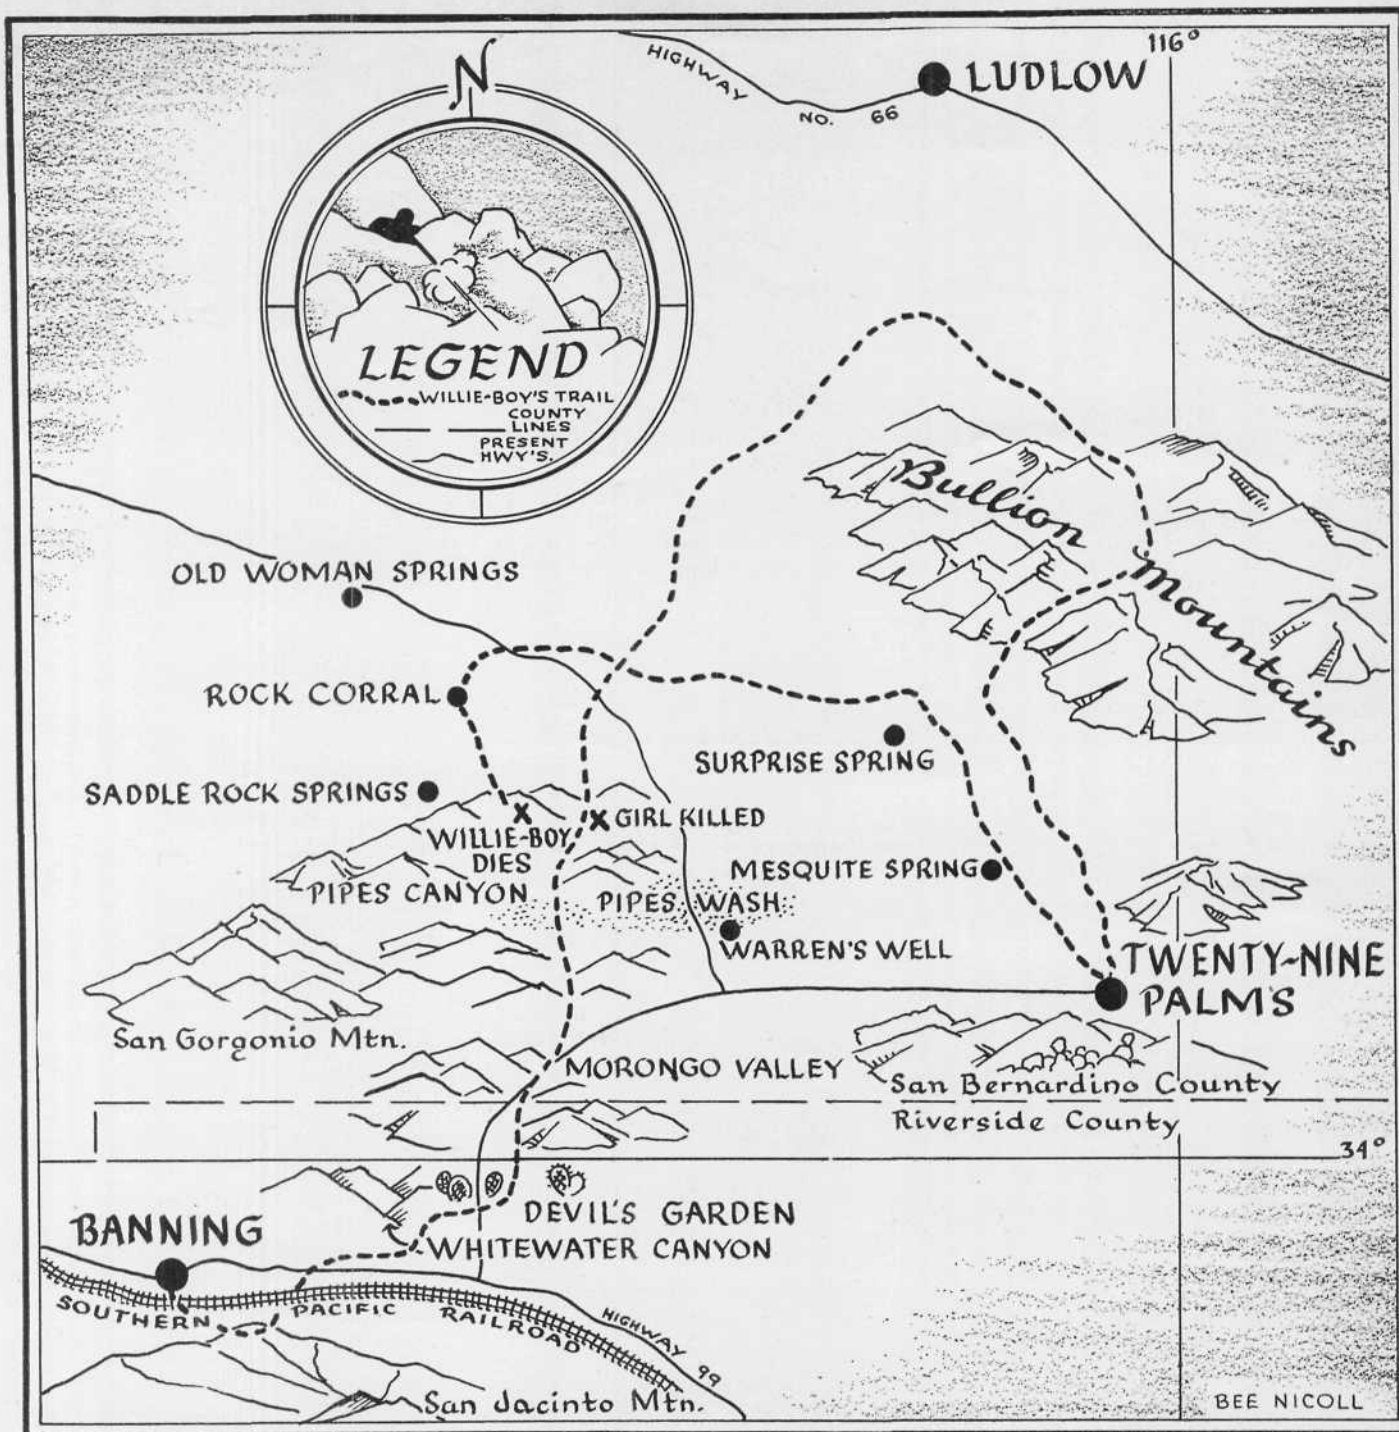 116°
HIGHWAY NO. 66
LUDLOW
N
LEGEND
WILLIE-BOY'S TRAIL
COUNTY
LINES
PRESENT
HWY'S.
Bullion
Mountains
OLD WOMAN SPRINGS
ROCK CORRAL
SURPRISE SPRING
SADDLE ROCK SPRINGS
X X GIRL KILLED
WILLIE-BOY
DIES
MESQUITE SPRING
PIPES CANYON
PIPES WASH
WARREN'S WELL
TWENTY-NINE
PALMS
San Gorgonio Mtn.
MORONGO VALLEY
San Bernardino County
Riverside County
34°
DEVIL'S GARDEN
BANNING
WHITEWATER CANYON
SOUTHERN PACIFIC RAILROAD
HIGHWAY 99
San Jacinto Mtn.
BEE NICOLL